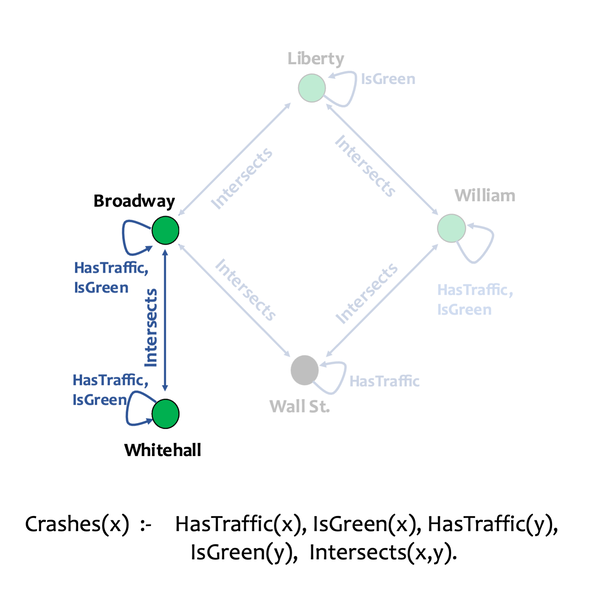 Liberty
IsGreen
Intersects
Intersects
Broadway
William
HasTraffic,
IsGreen
Intersects
Intersects
Intersects
HasTraffic,
IsGreen
HasTraffic,
IsGreen
HasTraffic
Wall St.
Whitehall
Crashes(x) :- HasTraffic(x), IsGreen(x), HasTraffic(y),
IsGreen(y), Intersects(x,y).